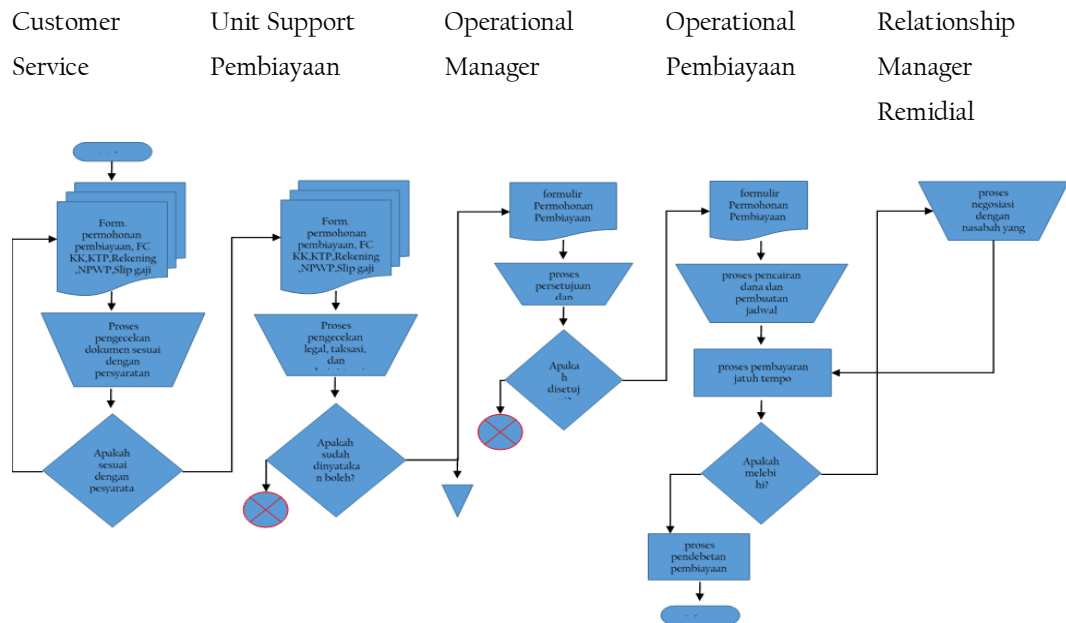 Customer
Service
Unit Support
Pembiayaan
Operational
Manager
Operational
Pembiayaan
Relationship
Manager
Remidial
Form.
permohonan
pembiayaan, FC
KK,KTP,Rekening
,NPWP,Slip gaji
Proses
pengecekan
dokumen sesuai
dengan
persyaratan
Apakah
sesuai
dengan
pesyarata
Form.
permohonan
pembiayaan, FC
KK,KTP,Rekening
,NPWP,Slip gaji
Proses
pengecekan
legal, taksasi,
dan
Apakah
sudah
dinyataka
n boleh?
formulir
Permohonan
Pembiayaan
proses
persetujuan
dan
Apaka
h
disetuj
formulir
Permohonan
Pembiayaan
proses pencairan
dana dan
pembuatan
jadwal
proses pembayaran
jatuh tempo
Apakah
melebi
hi?
proses
pendebetan
pembiayaan
proses
negosiasi
dengan
nasabah yang